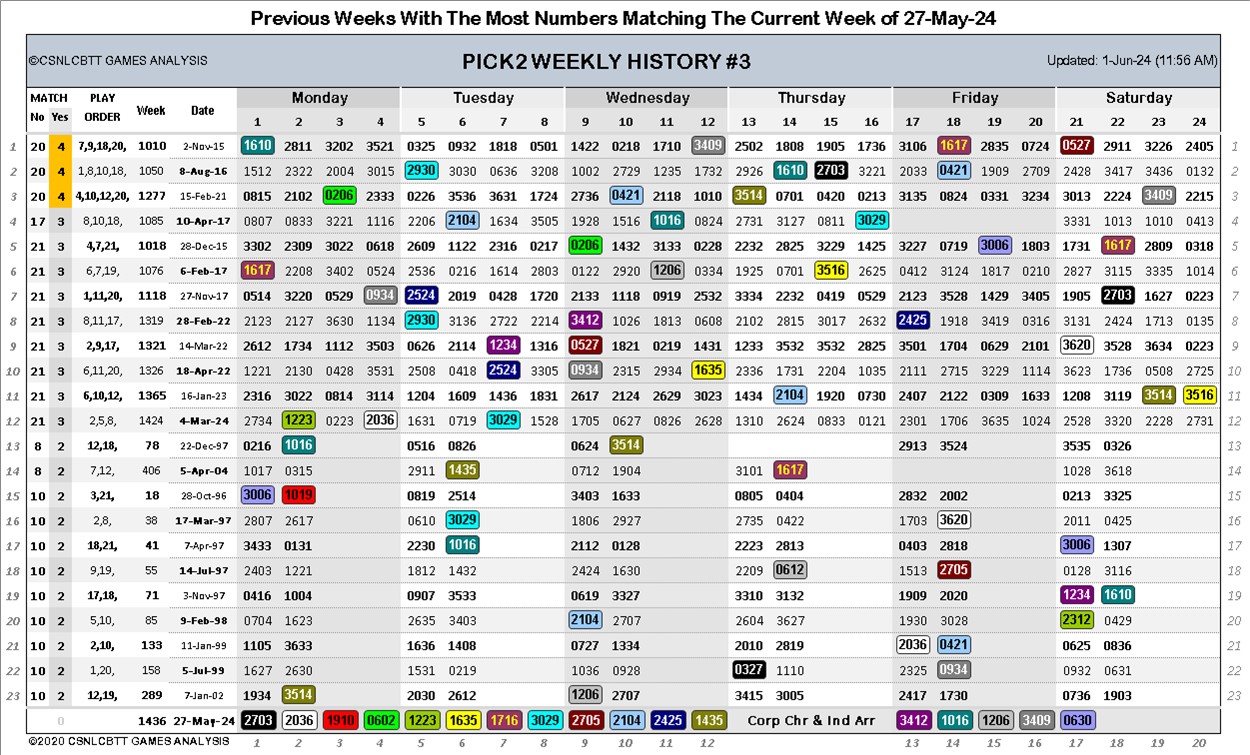 Previous Weeks With The Most Numbers Matching The Current Week of 27-May-24
©CSNLCBTT GAMES ANALYSIS PICK2 WEEKLY HISTORY #3 Updated: 1-Jun-24 (11:56 AM)
MATCH PLAY Week Date Monday Tuesday Wednesday Thursday Friday Saturday
No Yes ORDER 1 2 3 4 5 6 7 8 9 10 11 12 13 14 15 16 17 18 19 20 21 22 23 24
1 20 4 7,9,18,20, 1010 2-Nov-15 1610 2811 3202 3521 0325 0932 1818 0501 1422 0218 1710 3409 2502 1808 1905 1736 3106 1617 2835 0724 0527 2911 3226 2405 1
2 20 4 1,8,10,18, 1050 8-Aug-16 1512 2322 2004 3015 2930 3030 0636 3208 1002 2729 1235 1732 2926 1610 2703 3221 2033 0421 1909 2709 2428 3417 3436 0132 2
3 20 4 4,10,12,20, 1277 15-Feb-21 0815 2102 0206 2333 0226 3536 3631 1724 2736 0421 2118 1010 3514 0701 0420 0213 3135 0824 0331 2739 3013 2224 3409 2215 3
4 17 3 8,10,18, 1085 10-Apr-17 0807 0833 3221 1116 2206 2104 1634 3505 1928 1516 1016 0824 2731 3127 0811 3029 3331 1013 1010 0413 4
5 21 3 4,7,21, 1018 28-Dec-15 3302 2309 3022 0618 2609 1122 2316 0217 0206 1432 3133 0228 2232 2825 3229 1425 3227 0719 3006 1803 1731 1617 2809 0318 5
6 21 3 6,7,19, 1076 6-Feb-17 1617 2208 3402 0524 2536 0216 1614 2803 0122 2920 1206 0334 1925 0701 3516 2625 0412 3124 1817 0210 2827 3115 3335 1014 6
7 21 3 1,11,20, 1118 27-Nov-17 0514 3220 0529 0934 2524 2019 0428 1720 2133 1118 0919 2532 3334 2232 0419 0529 2123 3528 1429 3405 1905 2703 1627 0223 7
8 21 3 8,11,17, 1319 28-Feb-22 2123 2127 3630 1134 2930 3136 2722 2214 3412 1026 1813 0608 2102 2815 3017 2632 2425 1918 3419 0316 3131 2424 1713 0135 8
9 21 3 2,9,17, 1321 14-Mar-22 2612 1734 1112 3503 0626 2114 1234 1316 0527 1821 0219 1431 1233 3532 3532 2825 3501 1704 0629 2101 3620 3528 3634 0223 9
10 21 3 6,11,20, 1326 18-Apr-22 1221 2130 0428 3531 2508 0418 2524 3305 0934 2315 2934 1635 2336 1731 2204 1035 2111 2715 3229 1114 3623 1736 0508 2725 10
11 21 3 6,10,12, 1365 16-Jan-23 2316 3022 0814 3114 1204 1609 1436 1831 2617 2124 2629 3023 1434 2104 1920 0730 2407 2122 0309 1633 1208 3119 3514 3516 11
12 21 3 2,5,8, 1424 4-Mar-24 2734 1223 0223 2036 1631 0719 3029 1528 1705 0627 0826 2628 1310 2624 0833 0121 2301 1706 3635 1024 2528 3320 2228 2731 12
13 8 2 12,18, 78 22-Dec-97 0216 1016 0516 0826 0624 3514 2913 3524 3535 0326 13
14 8 2 7,12, 406 5-Apr-04 1017 0315 2911 1435 0712 1904 3101 1617 1028 3618 14
15 10 2 3,21, 18 28-Oct-96 3006 1019 0819 2514 3403 1633 0805 0404 2832 2002 0213 3325 15
16 10 2 2,8, 38 17-Mar-97 2807 2617 0610 3029 1806 2927 2735 0422 1703 3620 2011 0425 16
17 10 2 18,21, 41 7-Apr-97 3433 0131 2230 1016 2112 0128 2223 2813 0403 2818 3006 1307 17
18 10 2 9,19, 55 14-Jul-97 2403 1221 1812 1432 2424 1630 2209 0612 1513 2705 0128 3116 18
19 10 2 17,18, 71 3-Nov-97 0416 1004 0907 3533 0619 3327 3310 3132 1909 2020 1234 1610 19
20 10 2 5,10, 85 9-Feb-98 0704 1623 2635 3403 2104 2707 2604 3627 1930 3028 2312 0429 20
21 10 2 2,10, 133 11-Jan-99 1105 3633 1636 1408 0727 1334 2010 2819 2036 0421 0625 0836 21
22 10 2 1,20, 158 5-Jul-99 1627 2630 1531 0219 1036 0928 0327 1110 2325 0934 0932 0631 22
23 10 2 12,19, 289 7-Jan-02 1934 3514 2030 2612 1206 2707 3415 3005 2417 1730 0736 1903 23
0 1436 27-May-24 2703 2036 1910 0602 1223 1635 1716 3029 2705 2104 2425 1435 Corp Chr & Ind Arr 3412 1016 1206 3409 0630
©2020 CSNLCBTT GAMES ANALYSIS 1 2 3 4 5 6 7 8 9 10 11 12 13 14 15 16 17 18 19 20